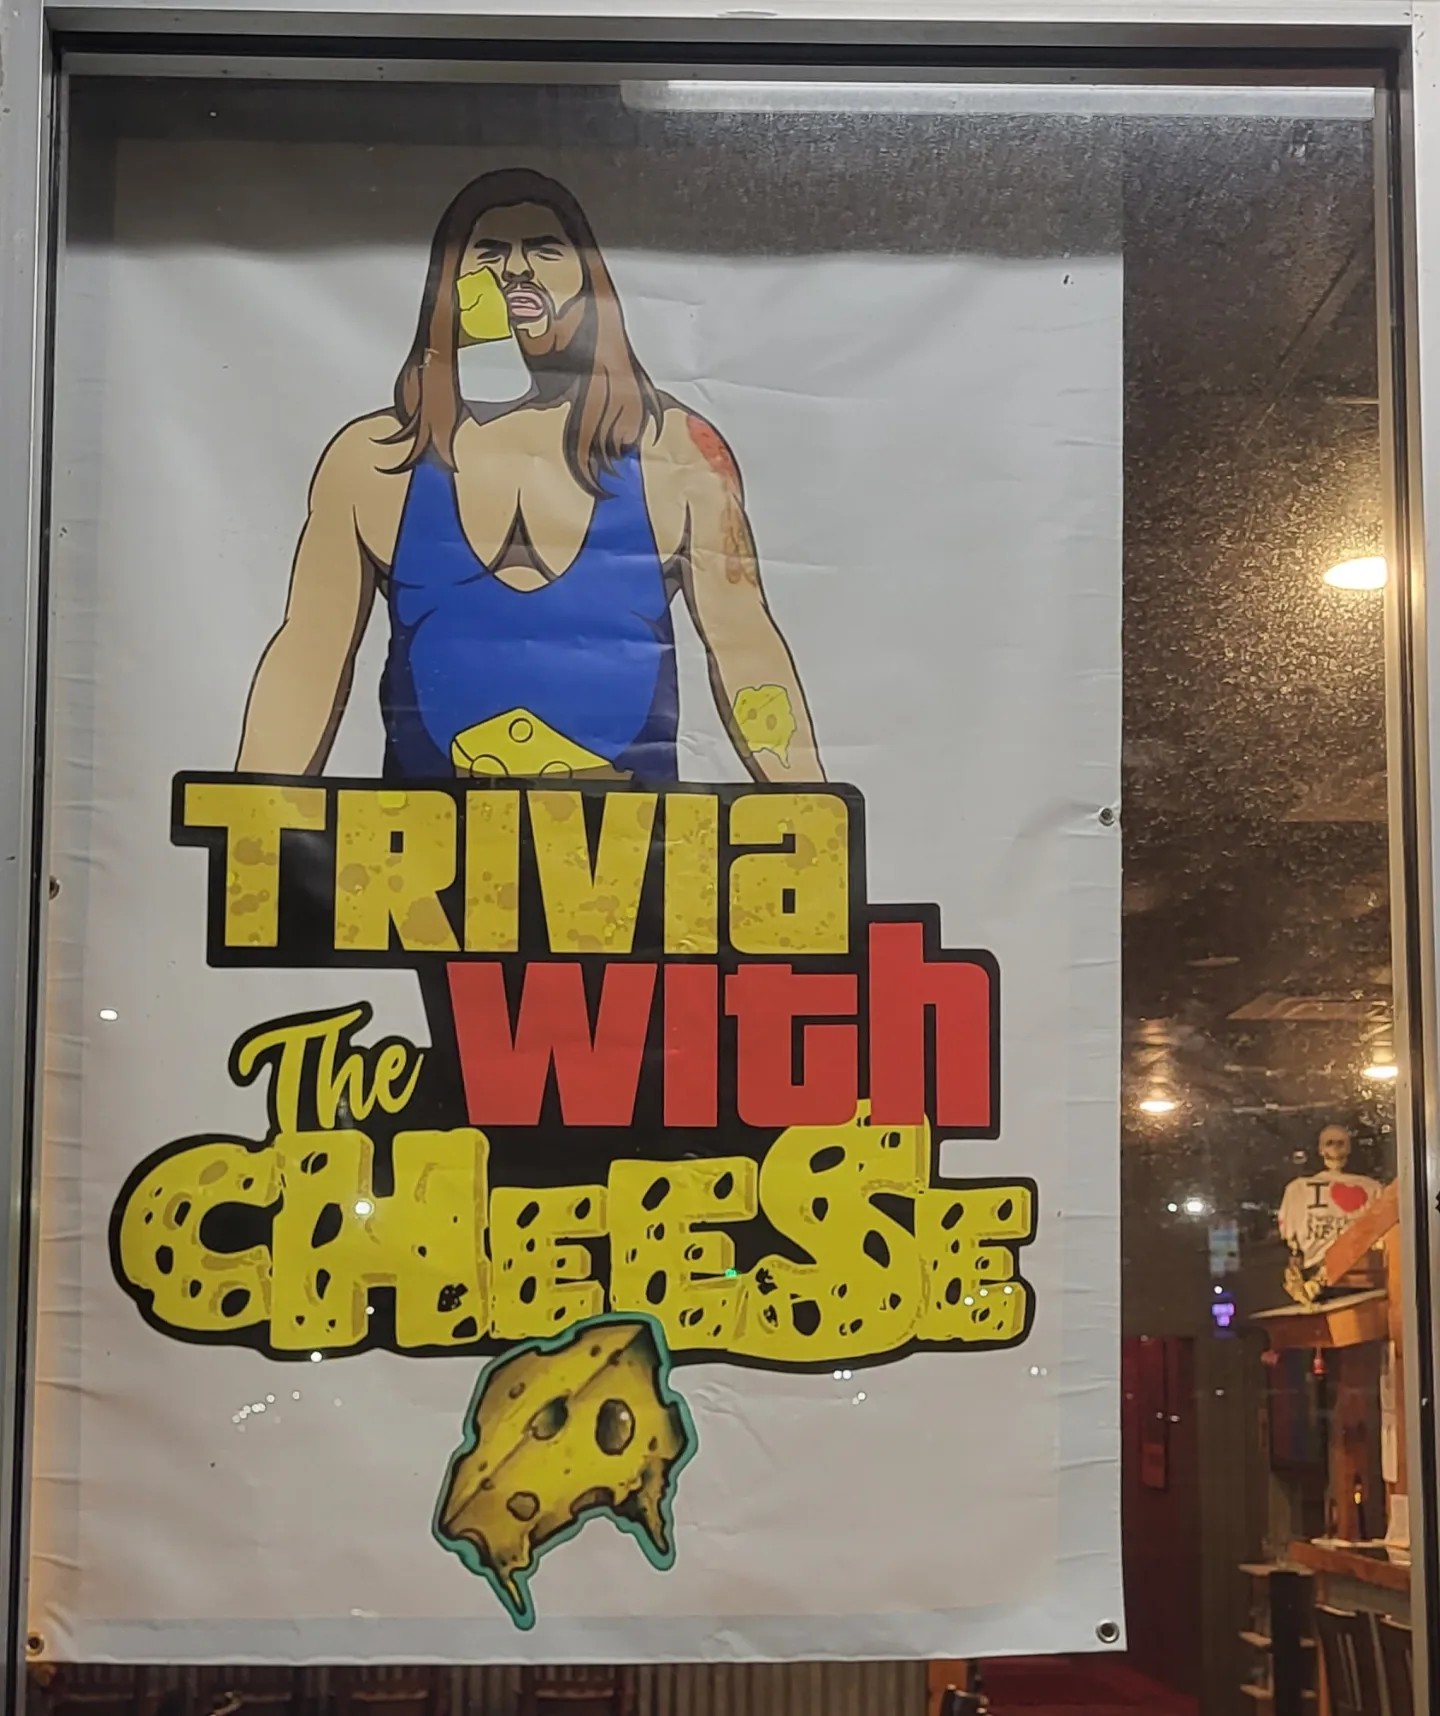 TRIVIa
with
The
CHEESE
I ♥